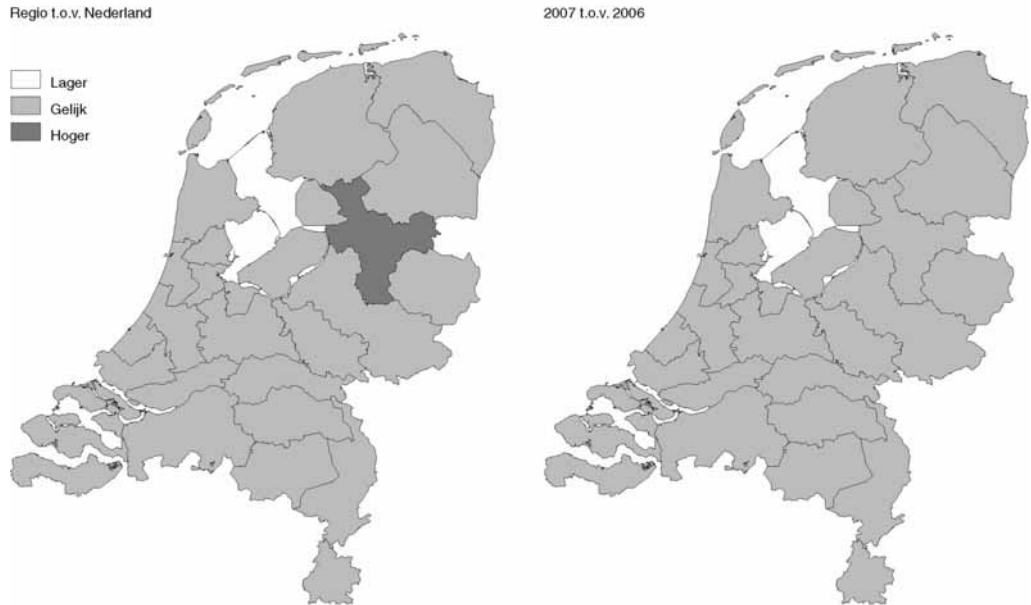 Regio t.o.v. Nederland
2007 t.o.v. 2006
Lager
Gelijk
Hoger